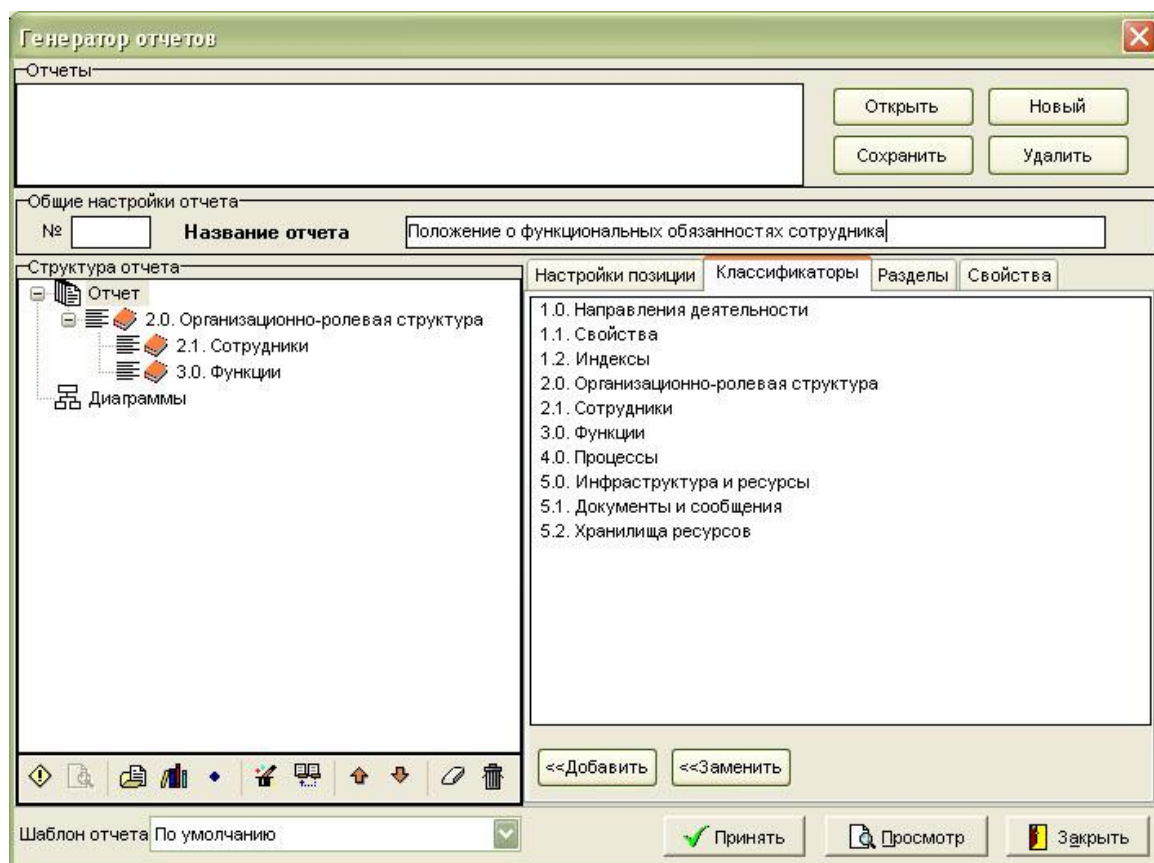 Генератор отчетов
Отчеты
Открыть
Новый
Сохранить
Удалить
Общие настройки отчета
№
Название отчета
Положение о функциональных обязанностях сотрудника
Структура отчета
Отчет
2.0. Организационно-ролевая структура
2.1. Сотрудники
3.0. Функции
Диаграммы
Настройки позиции
Классификаторы
Разделы
Свойства
1.0. Направления деятельности
1.1. Свойства
1.2. Индексы
2.0. Организационно-ролевая структура
2.1. Сотрудники
3.0. Функции
4.0. Процессы
5.0. Инфраструктура и ресурсы
5.1. Документы и сообщения
5.2. Хранилища ресурсов
<<Добавить
<<Заменить
Шаблон отчета
По умолчанию
Принять
Просмотр
Закрыть